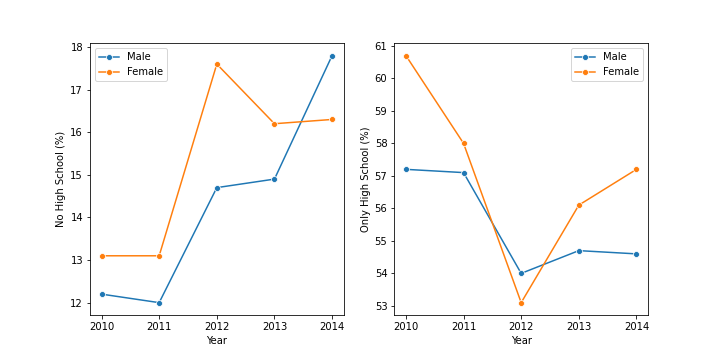 Male
Female
18
17
16
15
14
13
12
No High School (%)
2010 2011 2012 2013 2014
Year
Male
Female
61
60
59
58
57
56
55
54
53
Only High School (%)
2010 2011 2012 2013 2014
Year